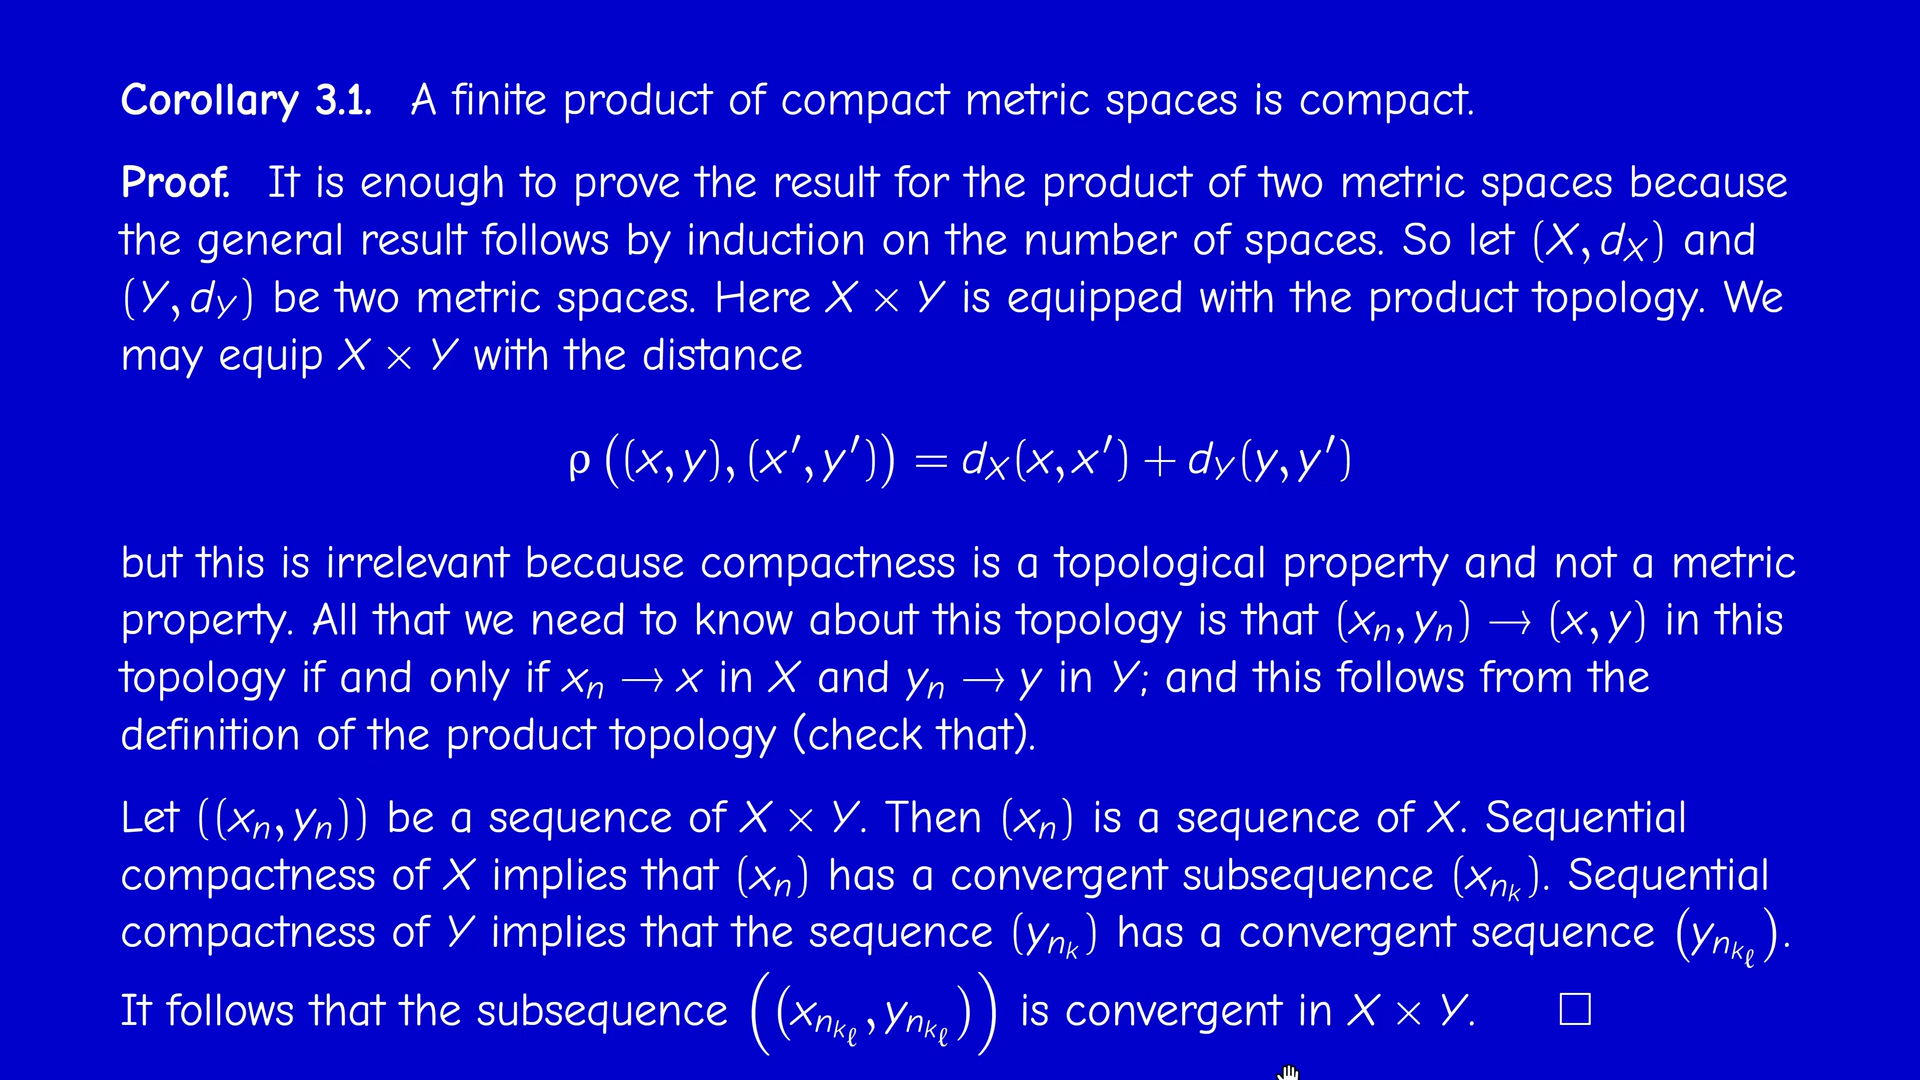 Corollary 3.1. A finite product of compact metric spaces is compact.
Proof. It is enough to prove the result for the product of two metric spaces because
the general result follows by induction on the number of spaces. So let (X, d_X) and
(Y, d_Y) be two metric spaces. Here X × Y is equipped with the product topology. We
may equip X × Y with the distance
ρ((x, y), (x′, y′)) = d_X(x, x′) + d_Y(y, y′)
but this is irrelevant because compactness is a topological property and not a metric
property. All that we need to know about this topology is that (x_n, y_n) → (x, y) in this
topology if and only if x_n → x in X and y_n → y in Y; and this follows from the
definition of the product topology (check that).
Let ((x_n, y_n)) be a sequence of X × Y. Then (x_n) is a sequence of X. Sequential
compactness of X implies that (x_n) has a convergent subsequence (x_{n_k}). Sequential
compactness of Y implies that the sequence (y_{n_k}) has a convergent sequence (y_{n_{k_ℓ}}).
It follows that the subsequence ((x_{n_{k_ℓ}}, y_{n_{k_ℓ}})) is convergent in X × Y. □